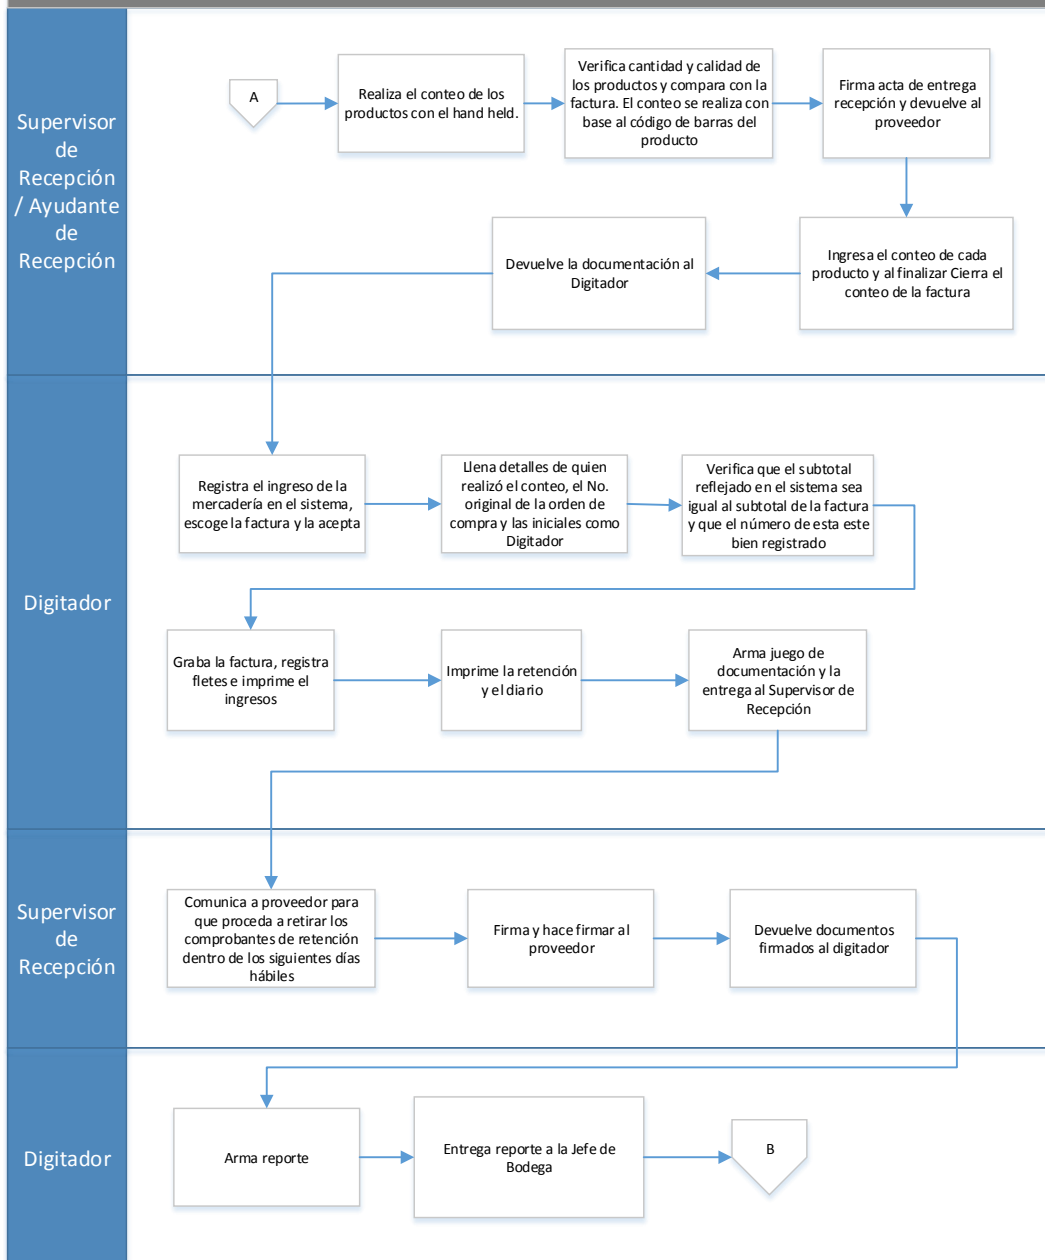 Supervisor
de
Recepción
/ Ayudante
de
Recepción
A
Realiza el conteo de los
productos con el hand held.
Verifica cantidad y calidad de
los productos y compara con la
factura. El conteo se realiza con
base al código de barras del
producto
Firma acta de entrega
recepción y devuelve al
proveedor
Ingresa el conteo de cada
producto y al finalizar Cierra el
conteo de la factura
Devuelve la documentación al
Digitador
Digitador
Registra el ingreso de la
mercadería en el sistema,
escoge la factura y la acepta
Llena detalles de quien
realizó el conteo, el No.
original de la orden de
compra y las iniciales como
Digitador
Verifica que el subtotal
reflejado en el sistema sea
igual al subtotal de la factura
y que el número de esta este
bien registrado
Graba la factura, registra
fletes e imprime el
ingresos
Imprime la retención
y el diario
Arma juego de
documentación y la
entrega al Supervisor de
Recepción
Supervisor
de
Recepción
Comunica a proveedor para
que proceda a retirar los
comprobantes de retención
dentro de los siguientes días
hábiles
Firma y hace firmar al
proveedor
Devuelve documentos
firmados al digitador
Digitador
Arma reporte
Entrega reporte a la Jefe de
Bodega
B